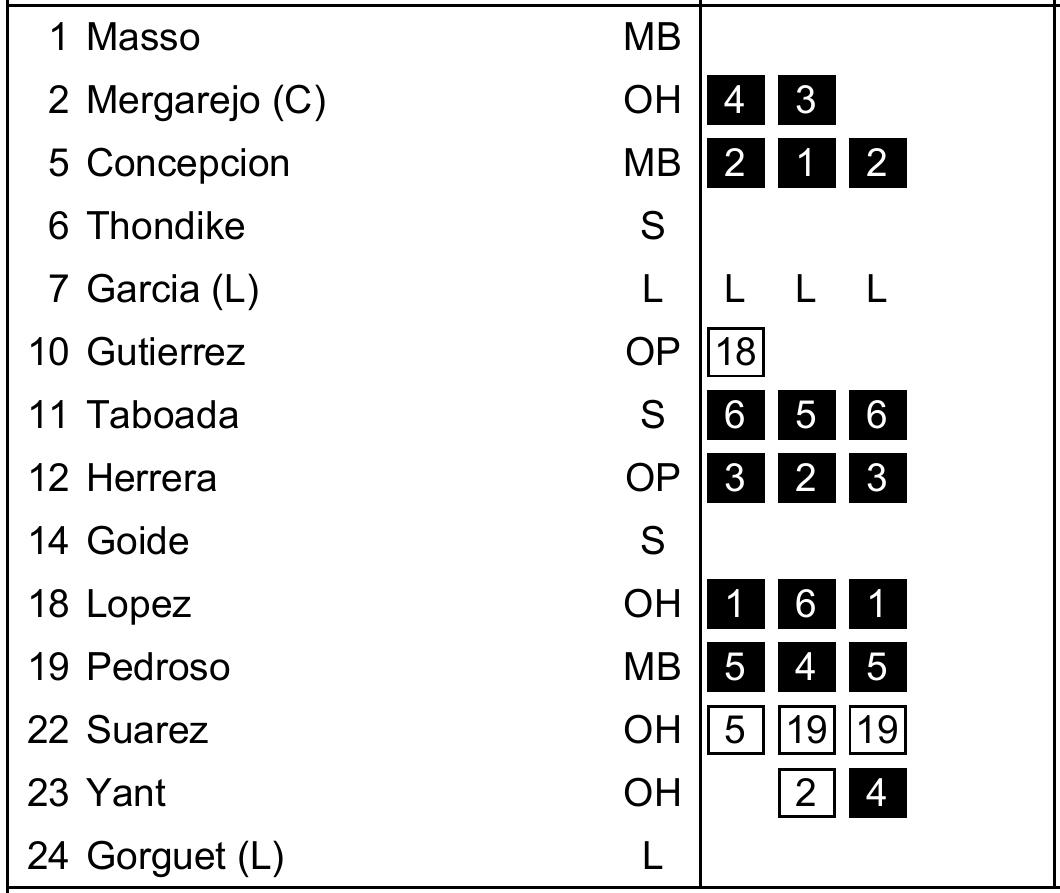 1 Masso MB
2 Mergarejo (C) OH 4 3
5 Concepcion MB 2 1 2
6 Thondike S
7 Garcia (L) L L L L
10 Gutierrez OP 18
11 Taboada S 6 5 6
12 Herrera OP 3 2 3
14 Goide S
18 Lopez OH 1 6 1
19 Pedroso MB 5 4 5
22 Suarez OH 5 19 19
23 Yant OH 2 4
24 Gorguet (L) L